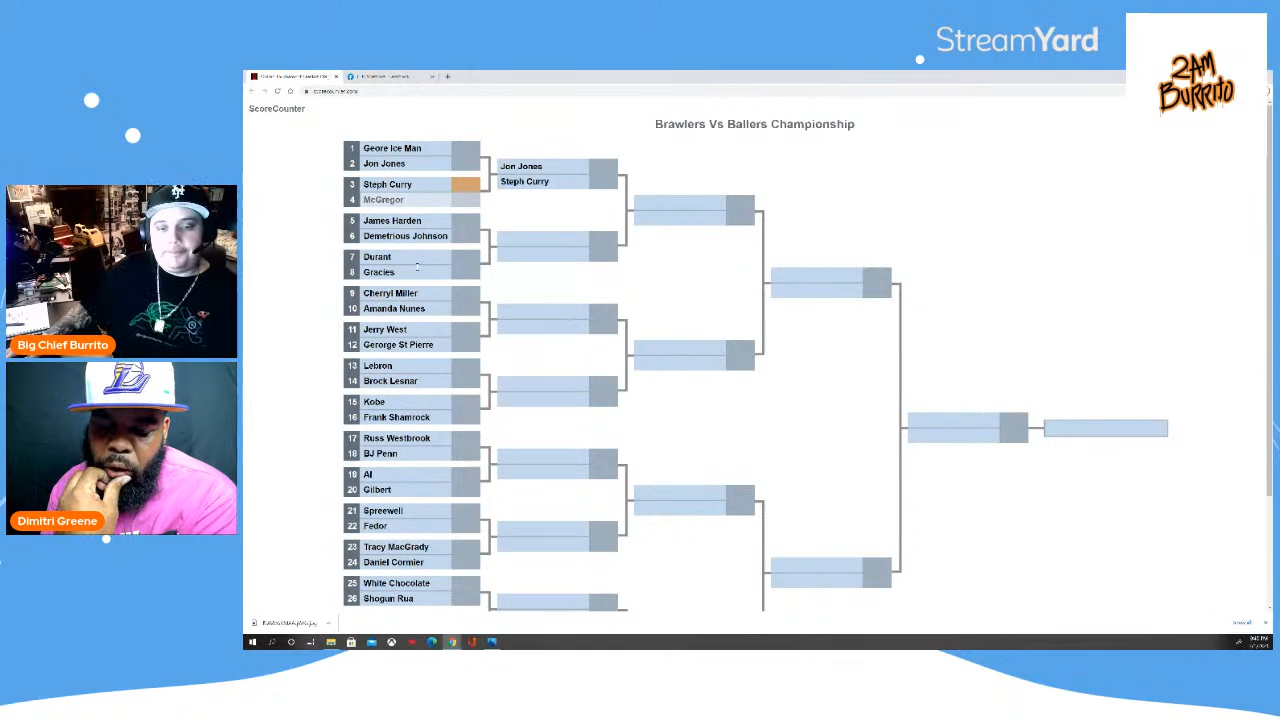 StreamYard
2AM
BURRITO
ScoreCounter
Brawlers Vs Ballers Championship
1 Geore Ice Man
2 Jon Jones
3 Steph Curry
4 McGregor
5 James Harden
6 Demetrious Johnson
7 Durant
8 Gracies
9 Cherryl Miller
10 Amanda Nunes
11 Jerry West
12 Gerorge St Pierre
13 Lebron
14 Brock Lesnar
15 Kobe
16 Frank Shamrock
17 Russ Westbrook
18 BJ Penn
19 AI
20 Gilbert
21 Spreewell
22 Fedor
23 Tracy MacGrady
24 Daniel Cormier
25 White Chocolate
26 Shogun Rua
Jon Jones
Steph Curry
Big Chief Burrito
Dimitri Greene
Show all